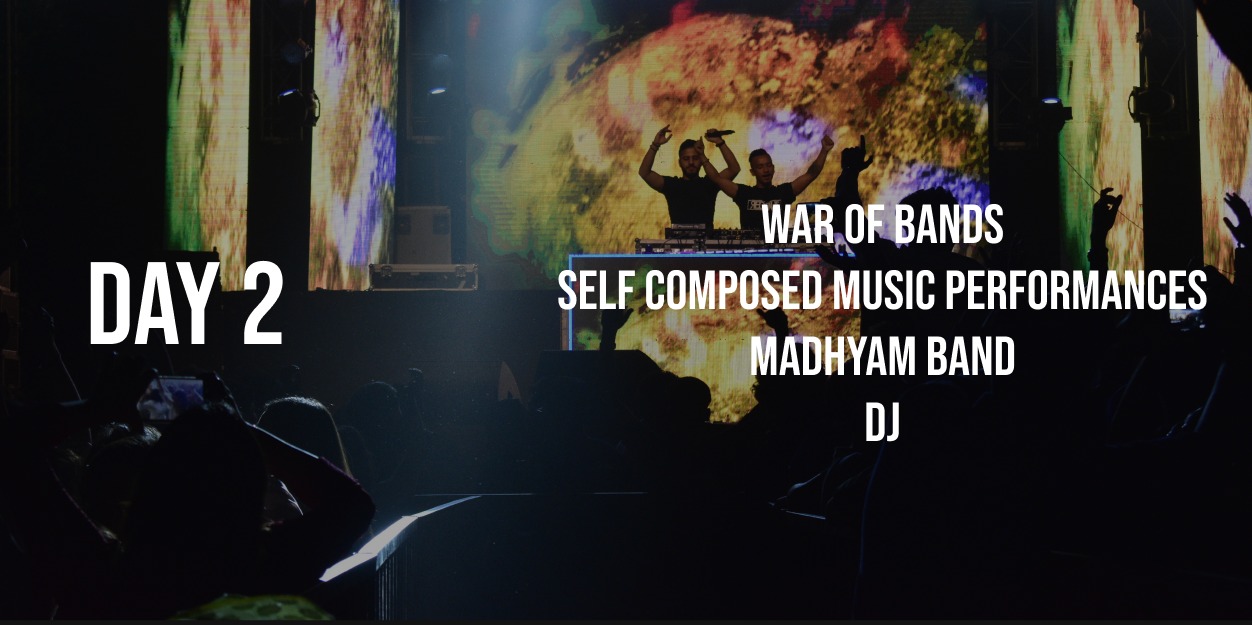 DAY 2
WAR OF BANDS
SELF COMPOSED MUSIC PERFORMANCES
MADHYAM BAND
DJ